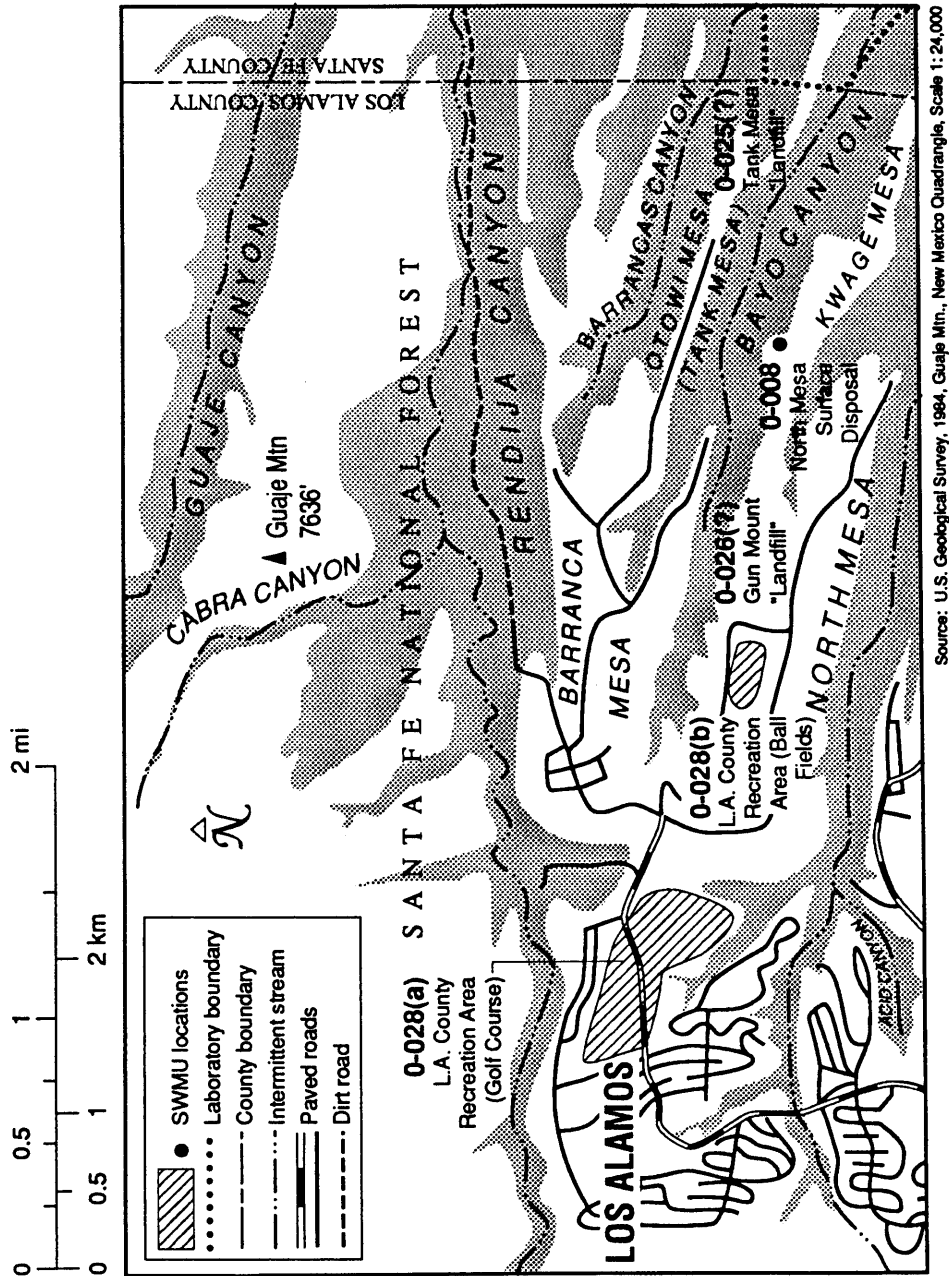 0 0.5 1 2 mi
0 0.5 1 2 km
SWMU locations
Laboratory boundary
County boundary
Intermittent stream
Paved roads
Dirt road
N
CABRA CANYON
Guaje Mtn
7636'
GUAJE CANYON
LOS ALAMOS COUNTY
SANTA FE COUNTY
SANTA FE NATIONAL FOREST
0-028(a)
L.A. County
Recreation Area
(Golf Course)
RENDIJA CANYON
BARRANCA
MESA
BARRANCAS CANYON
OTOWI MESA
(TANK MESA)
0-025(?)
Tank Mesa
"Landfill"
BAYO CANYON
LOS ALAMOS
0-028(b)
L.A. County
Recreation
Area (Ball
Fields)
0-026(?)
Gun Mount
"Landfill"
0-008
North Mesa
Surface
Disposal
KWAGE MESA
NORTH MESA
ACID CANYON
Source: U.S. Geological Survey, 1984, Guaje Mtn., New Mexico Quadrangle, Scale 1:24,000